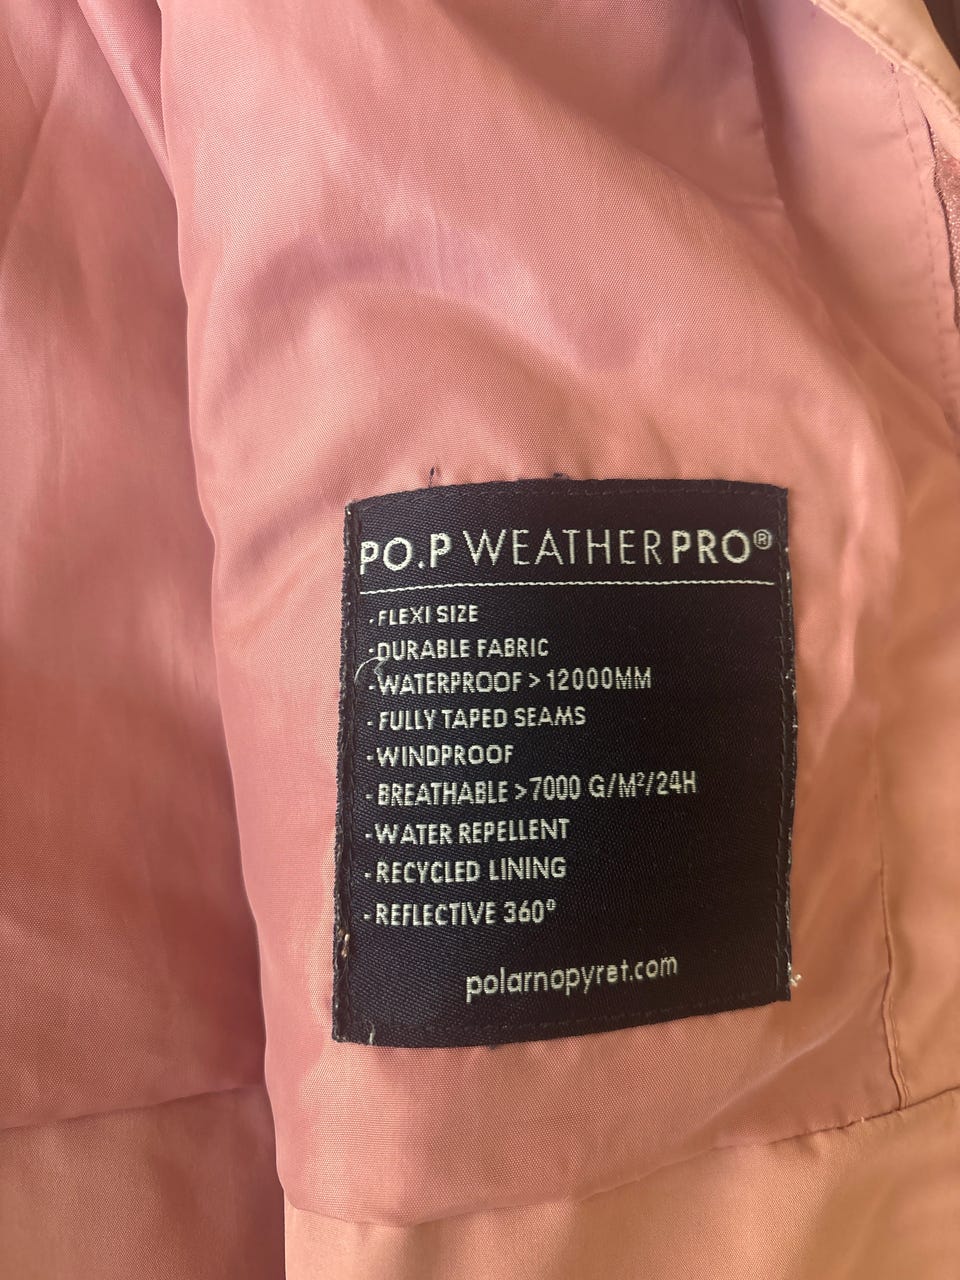 PO.P WEATHERPRO®
- FLEXI SIZE
- DURABLE FABRIC
- WATERPROOF > 12000MM
- FULLY TAPED SEAMS
- WINDPROOF
- BREATHABLE >7000 G/M²/24H
- WATER REPELLENT
- RECYCLED LINING
- REFLECTIVE 360°
polarnopyret.com